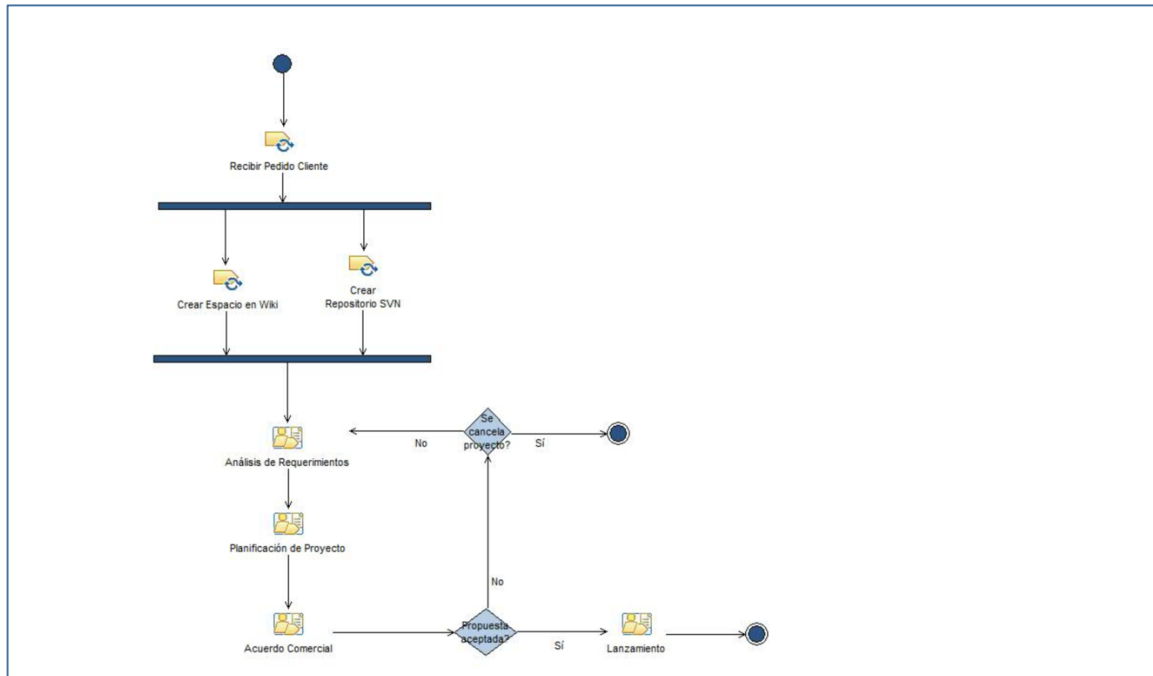 Recibir Pedido Cliente
Crear Espacio en Wiki
Crear
Repositorio SVN
Se
cancela
proyecto?
No
Sí
Análisis de Requerimientos
Planificación de Proyecto
No
Acuerdo Comercial
Propuesta
aceptada?
Sí
Lanzamiento